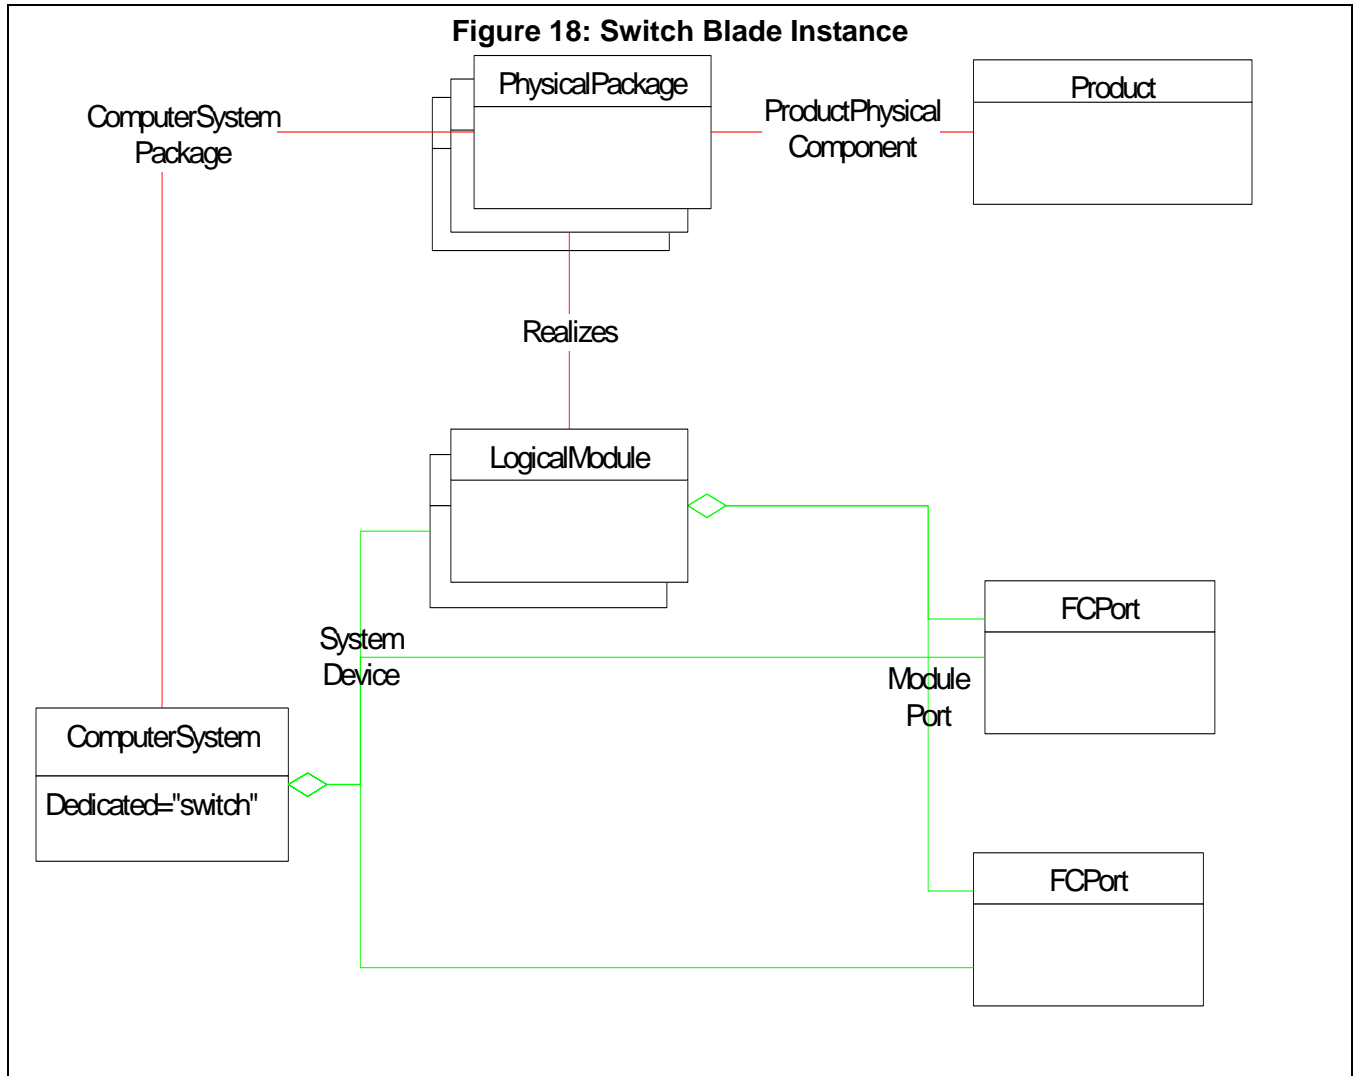 Figure 18: Switch Blade Instance
PhysicalPackage
Product
ComputerSystem
Package
ProductPhysical
Component
Realizes
LogicalModule
FCPort
System
Device
Module
Port
ComputerSystem
Dedicated="switch"
FCPort